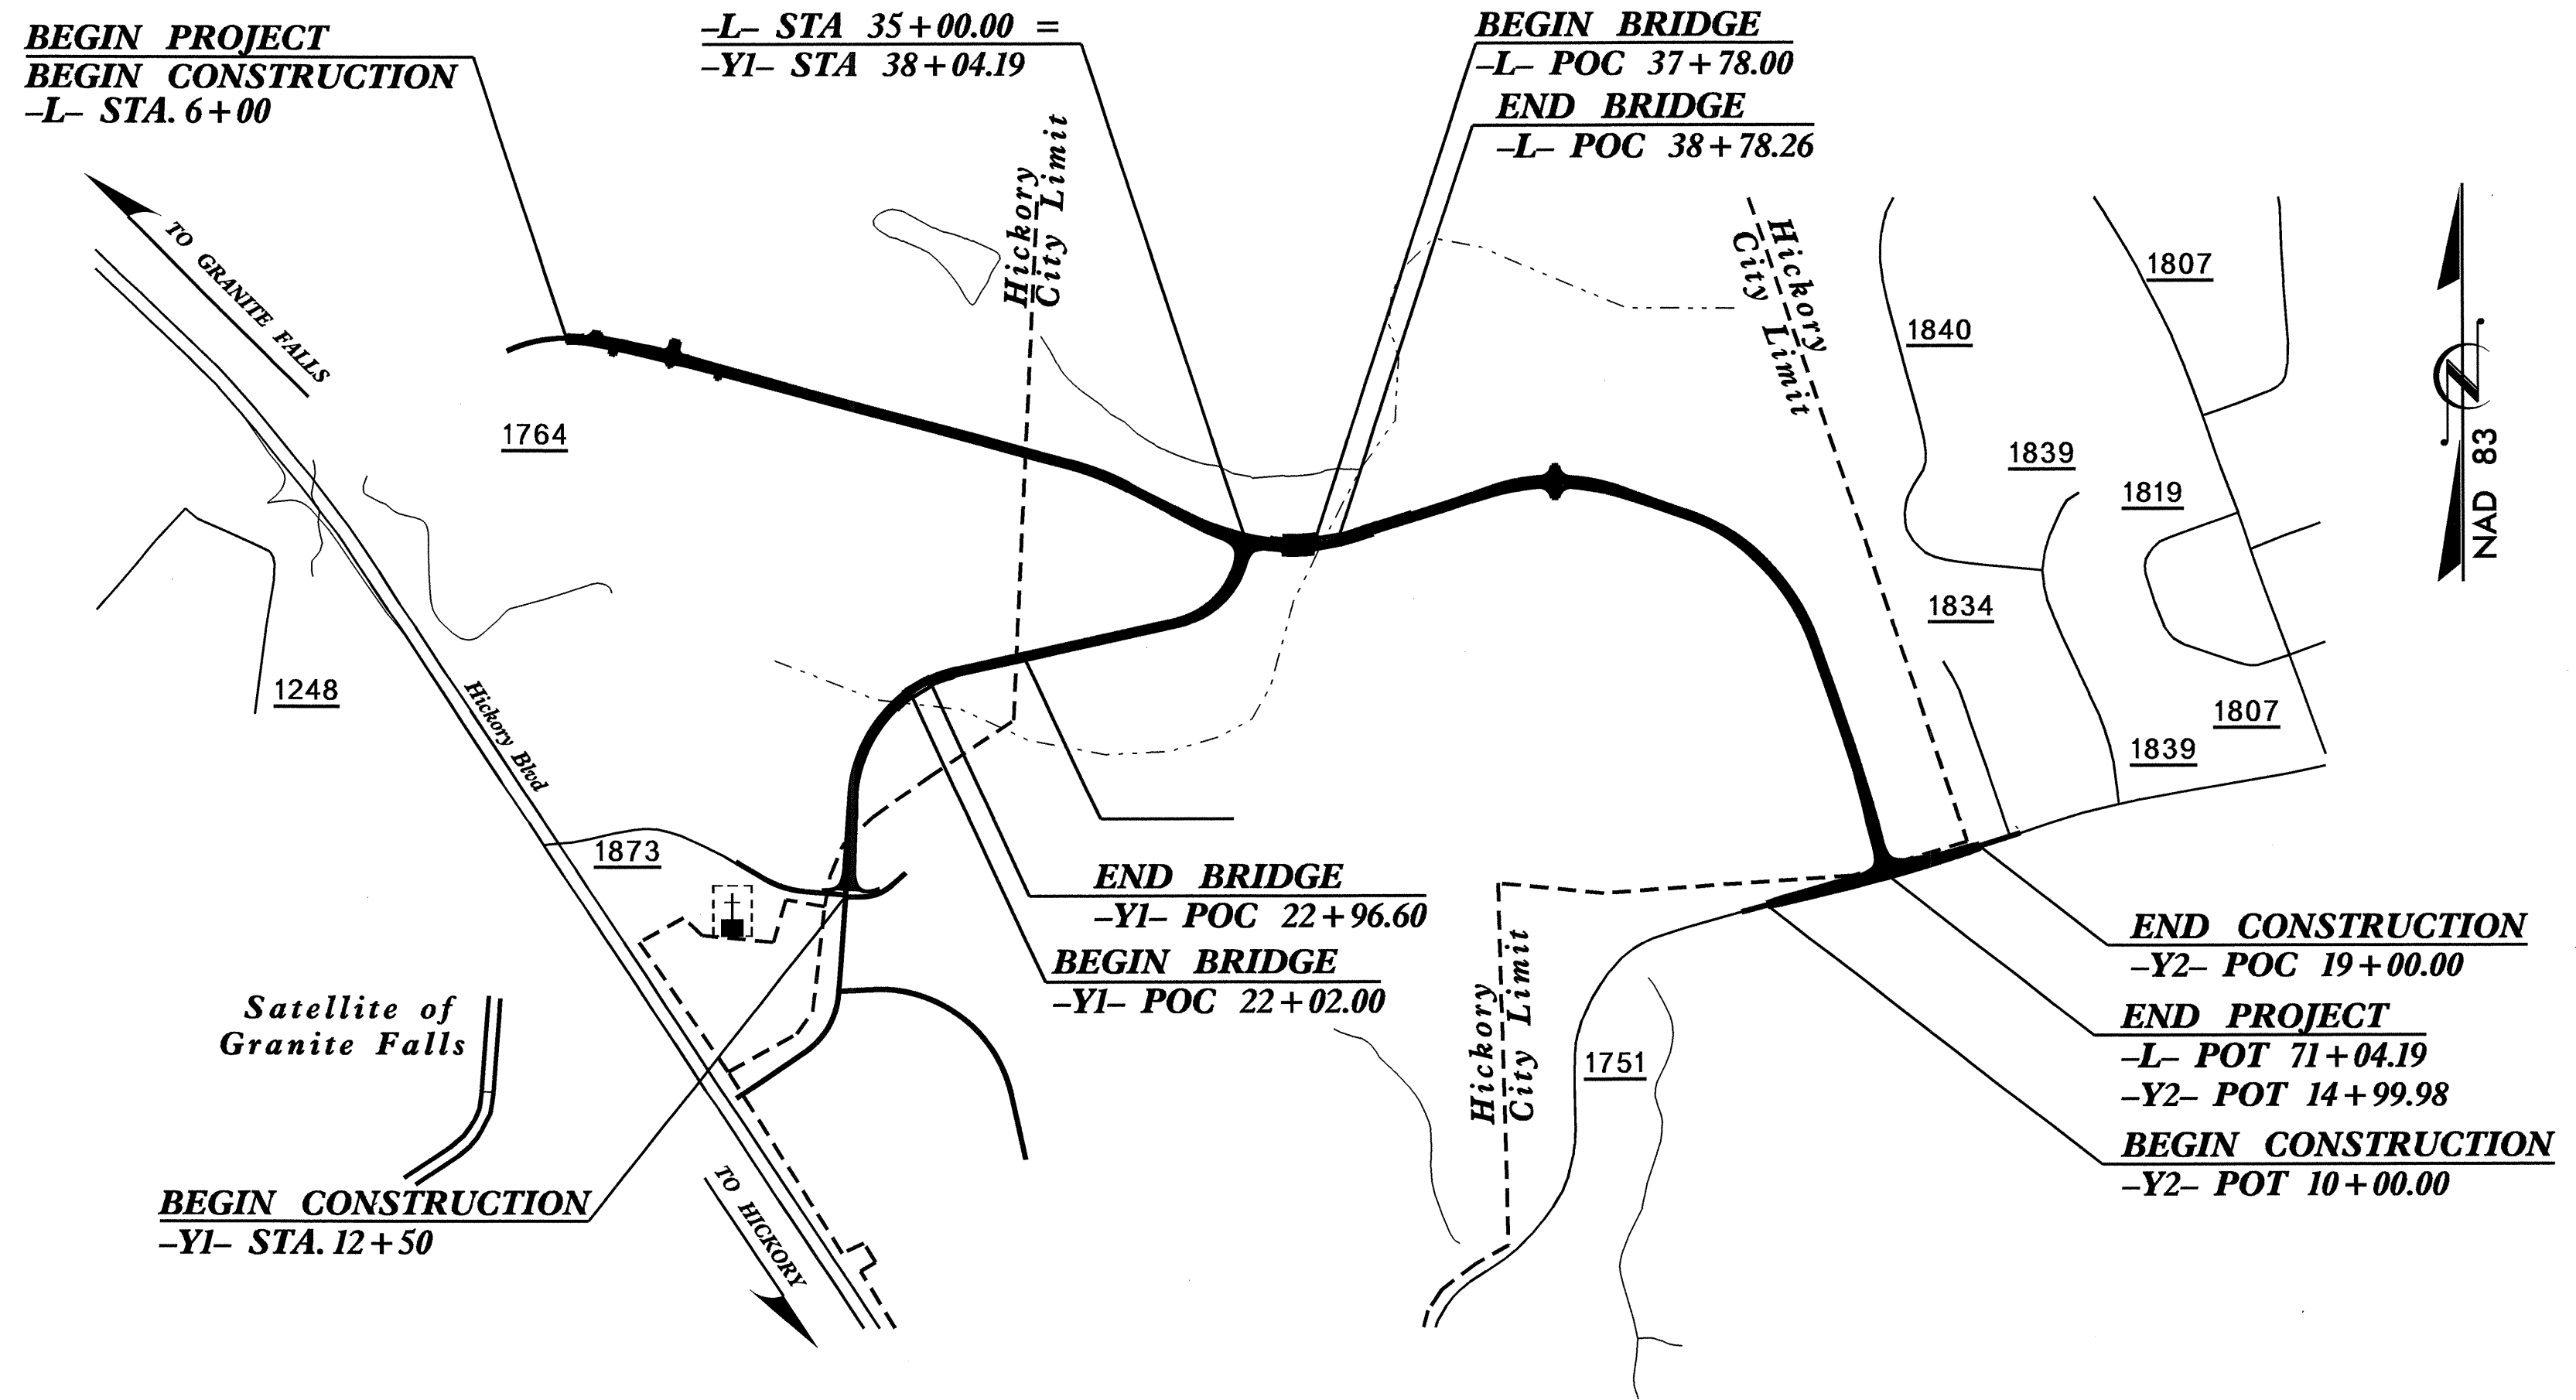 BEGIN PROJECT
BEGIN CONSTRUCTION
–L– STA. 6+00
–L– STA 35+00.00 =
–Y1– STA 38+04.19
BEGIN BRIDGE
–L– POC 37+78.00
END BRIDGE
–L– POC 38+78.26
TO GRANITE FALLS
Hickory
City Limit
Hickory
City Limit
1807
1840
1764
1839
1819
NAD 83
N
1834
1248
Hickory Blvd
1807
1839
1873
END BRIDGE
–Y1– POC 22+96.60
BEGIN BRIDGE
–Y1– POC 22+02.00
END CONSTRUCTION
–Y2– POC 19+00.00
END PROJECT
–L– POT 71+04.19
–Y2– POT 14+99.98
BEGIN CONSTRUCTION
–Y2– POT 10+00.00
Satellite of
Granite Falls
Hickory
City Limit
1751
BEGIN CONSTRUCTION
–Y1– STA. 12+50
TO HICKORY